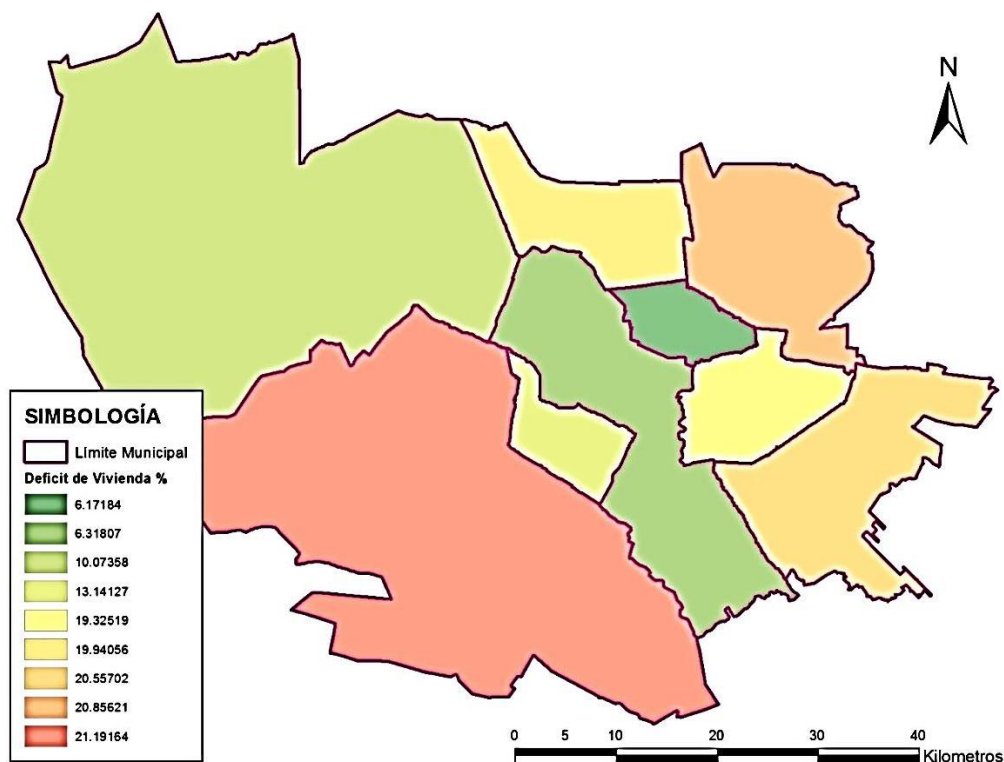 N
SIMBOLOGÍA
Límite Municipal
Deficit de Vivienda %
6.17184
6.31807
10.07358
13.14127
19.32519
19.94056
20.55702
20.85621
21.19164
0 5 10 20 30 40
Kilometros